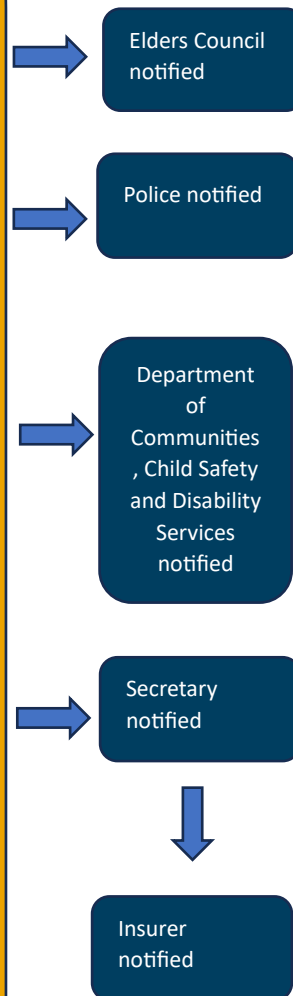 Elders Council
notified
Police notified
Department
of
Communities
, Child Safety
and Disability
Services
notified
Secretary
notified
Insurer
notified